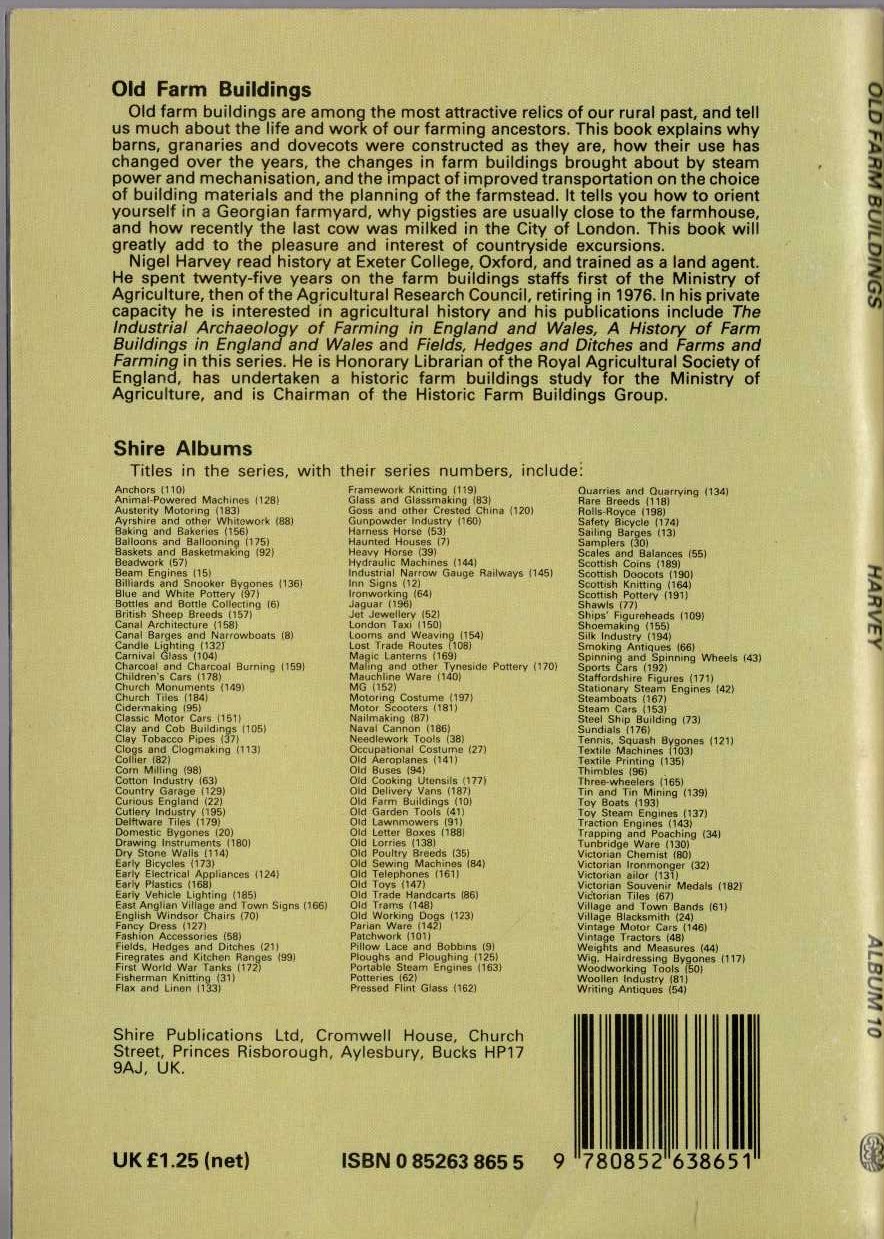 Old Farm Buildings
Old farm buildings are among the most attractive relics of our rural past, and tell
us much about the life and work of our farming ancestors. This book explains why
barns, granaries and dovecots were constructed as they are, how their use has
changed over the years, the changes in farm buildings brought about by steam
power and mechanisation, and the impact of improved transportation on the choice
of building materials and the planning of the farmstead. It tells you how to orient
yourself in a Georgian farmyard, why pigsties are usually close to the farmhouse,
and how recently the last cow was milked in the City of London. This book will
greatly add to the pleasure and interest of countryside excursions.
Nigel Harvey read history at Exeter College, Oxford, and trained as a land agent.
He spent twenty-five years on the farm buildings staffs first of the Ministry of
Agriculture, then of the Agricultural Research Council, retiring in 1976. In his private
capacity he is interested in agricultural history and his publications include The
Industrial Archaeology of Farming in England and Wales, A History of Farm
Buildings in England and Wales and Fields, Hedges and Ditches and Farms and
Farming in this series. He is Honorary Librarian of the Royal Agricultural Society of
England, has undertaken a historic farm buildings study for the Ministry of
Agriculture, and is Chairman of the Historic Farm Buildings Group.
Shire Albums
Titles in the series, with their series numbers, include:
Anchors (110)
Animal-Powered Machines (128)
Austerity Motoring (183)
Ayrshire and other Whitework (88)
Baking and Bakeries (156)
Balloons and Ballooning (175)
Baskets and Basketmaking (92)
Beadwork (57)
Beam Engines (15)
Billiards and Snooker Bygones (136)
Blue and White Pottery (97)
Bottles and Bottle Collecting (6)
British Sheep Breeds (157)
Canal Architecture (158)
Canal Barges and Narrowboats (8)
Candle Lighting (132)
Carnival Glass (104)
Charcoal and Charcoal Burning (159)
Children's Cars (178)
Church Monuments (149)
Church Tiles (184)
Cidermaking (95)
Classic Motor Cars (151)
Clay and Cob Buildings (105)
Clay Tobacco Pipes (37)
Clogs and Clogmaking (113)
Collier (82)
Corn Milling (98)
Cotton Industry (63)
Country Garage (129)
Curious England (22)
Cutlery Industry (195)
Delftware Tiles (179)
Domestic Bygones (20)
Drawing Instruments (180)
Dry Stone Walls (114)
Early Bicycles (173)
Early Electrical Appliances (124)
Early Plastics (168)
Early Vehicle Lighting (185)
East Anglian Village and Town Signs (166)
English Windsor Chairs (70)
Fancy Dress (127)
Fashion Accessories (58)
Fields, Hedges and Ditches (21)
Firegrates and Kitchen Ranges (99)
First World War Tanks (172)
Fisherman Knitting (31)
Flax and Linen (133)
Framework Knitting (119)
Glass and Glassmaking (83)
Goss and other Crested China (120)
Gunpowder Industry (160)
Harness Horse (53)
Haunted Houses (7)
Heavy Horse (39)
Hydraulic Machines (144)
Industrial Narrow Gauge Railways (145)
Inn Signs (12)
Ironworking (64)
Jaguar (196)
Jet Jewellery (52)
London Taxi (150)
Looms and Weaving (154)
Lost Trade Routes (108)
Magic Lanterns (169)
Maling and other Tyneside Pottery (170)
Mauchline Ware (140)
MG (152)
Motoring Costume (197)
Motor Scooters (181)
Nailmaking (87)
Naval Cannon (186)
Needlework Tools (38)
Occupational Costume (27)
Old Aeroplanes (141)
Old Buses (94)
Old Cooking Utensils (177)
Old Delivery Vans (187)
Old Farm Buildings (10)
Old Garden Tools (41)
Old Lawnmowers (91)
Old Letter Boxes (188)
Old Lorries (138)
Old Poultry Breeds (35)
Old Sewing Machines (84)
Old Telephones (161)
Old Toys (147)
Old Trade Handcarts (86)
Old Trams (148)
Old Working Dogs (123)
Parian Ware (142)
Patchwork (101)
Pillow Lace and Bobbins (9)
Ploughs and Ploughing (125)
Portable Steam Engines (163)
Potteries (62)
Pressed Flint Glass (162)
Quarries and Quarrying (134)
Rare Breeds (118)
Rolls-Royce (198)
Safety Bicycle (174)
Sailing Barges (13)
Samplers (30)
Scales and Balances (55)
Scottish Coins (189)
Scottish Doocots (190)
Scottish Knitting (164)
Scottish Pottery (191)
Shawls (77)
Ships' Figureheads (109)
Shoemaking (155)
Silk Industry (194)
Smoking Antiques (66)
Spinning and Spinning Wheels (43)
Sports Cars (192)
Staffordshire Figures (171)
Stationary Steam Engines (42)
Steamboats (167)
Steam Cars (153)
Steel Ship Building (73)
Sundials (176)
Tennis, Squash Bygones (121)
Textile Machines (103)
Textile Printing (135)
Thimbles (96)
Three-wheelers (165)
Tin and Tin Mining (139)
Toy Boats (193)
Toy Steam Engines (137)
Traction Engines (143)
Trapping and Poaching (34)
Tunbridge Ware (130)
Victorian Chemist (80)
Victorian Ironmonger (32)
Victorian ailor (131)
Victorian Souvenir Medals (182)
Victorian Tiles (67)
Village and Town Bands (61)
Village Blacksmith (24)
Vintage Motor Cars (146)
Vintage Tractors (48)
Weights and Measures (44)
Wig, Hairdressing Bygones (117)
Woodworking Tools (50)
Woollen Industry (81)
Writing Antiques (54)
Shire Publications Ltd, Cromwell House, Church
Street, Princes Risborough, Aylesbury, Bucks HP17
9AJ, UK.
UK £1.25 (net)
ISBN 0 85263 865 5
9 780852 638651
OLD FARM BUILDINGS
HARVEY
ALBUM 10